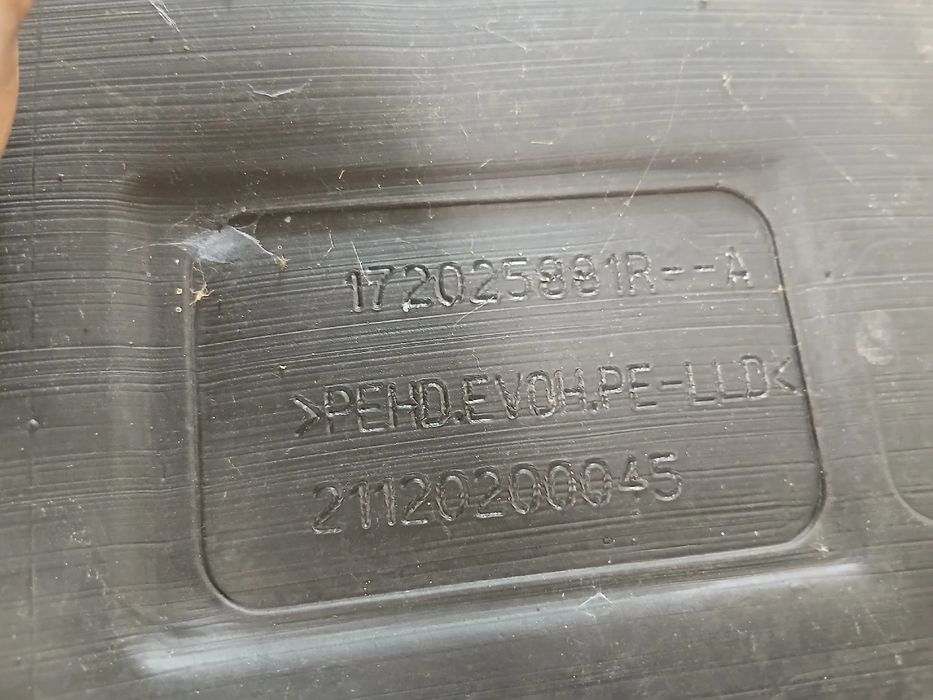 172025881R--A
>PEHD.EVOH.PE-LLD<
21120200045